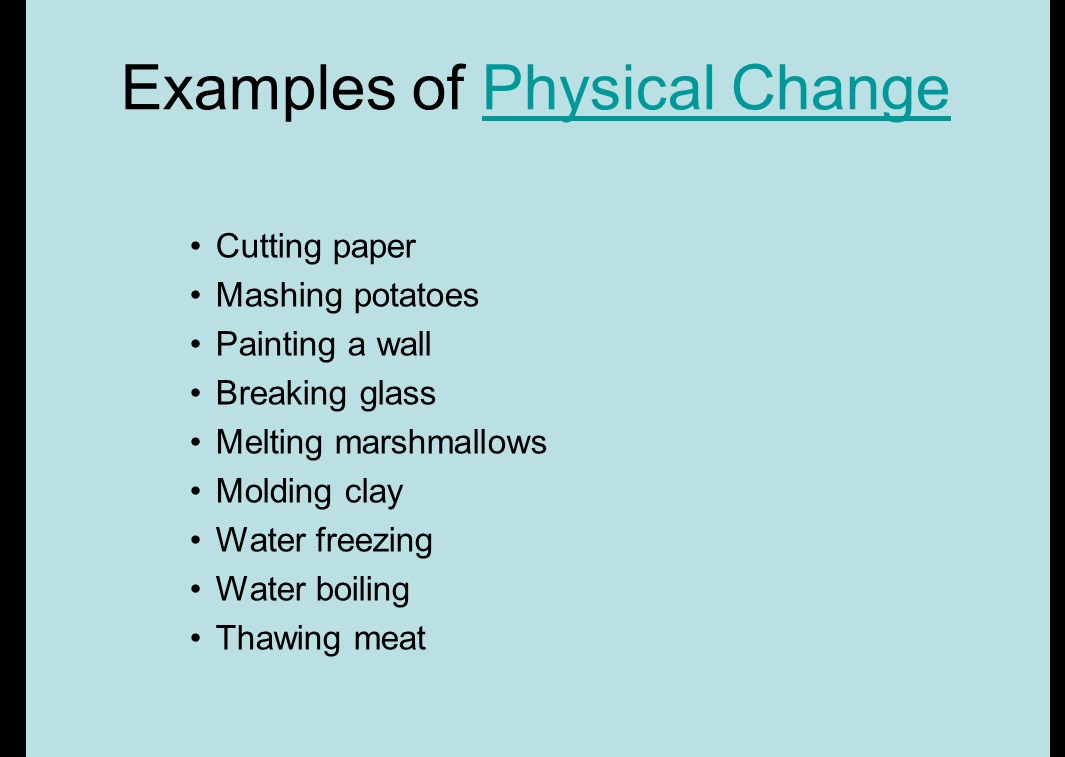 Examples of Physical Change
• Cutting paper
• Mashing potatoes
• Painting a wall
• Breaking glass
• Melting marshmallows
• Molding clay
• Water freezing
• Water boiling
• Thawing meat